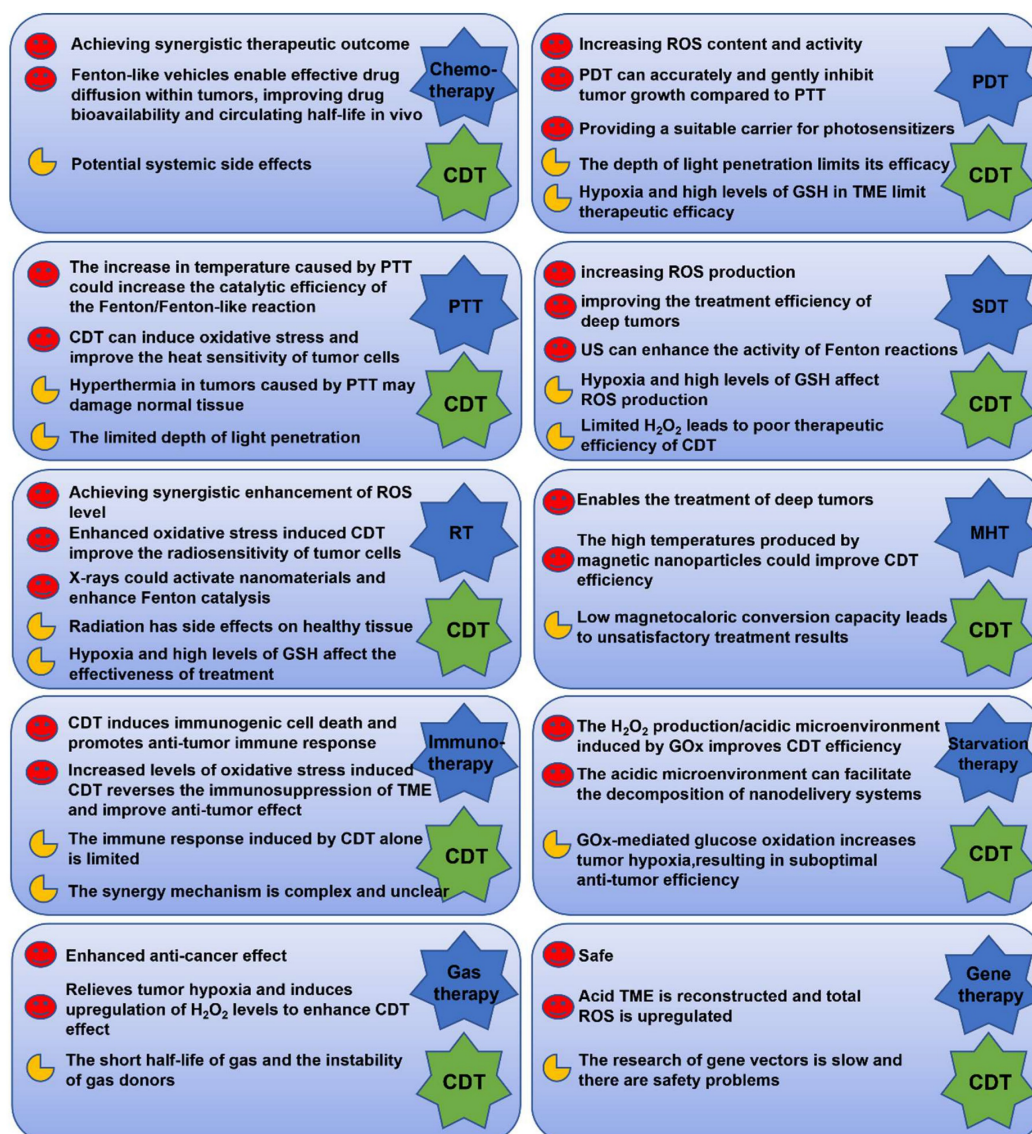 Achieving synergistic therapeutic outcome
Fenton-like vehicles enable effective drug
diffusion within tumors, improving drug
bioavailability and circulating half-life in vivo
Potential systemic side effects
Chemo-
therapy
CDT
Increasing ROS content and activity
PDT can accurately and gently inhibit
tumor growth compared to PTT
Providing a suitable carrier for photosensitizers
The depth of light penetration limits its efficacy
Hypoxia and high levels of GSH in TME limit
therapeutic efficacy
PDT
CDT
The increase in temperature caused by PTT
could increase the catalytic efficiency of
the Fenton/Fenton-like reaction
CDT can induce oxidative stress and
improve the heat sensitivity of tumor cells
Hyperthermia in tumors caused by PTT may
damage normal tissue
The limited depth of light penetration
PTT
CDT
increasing ROS production
improving the treatment efficiency of
deep tumors
US can enhance the activity of Fenton reactions
Hypoxia and high levels of GSH affect
ROS production
Limited H₂O₂ leads to poor therapeutic
efficiency of CDT
SDT
CDT
Achieving synergistic enhancement of ROS
level
Enhanced oxidative stress induced CDT
improve the radiosensitivity of tumor cells
X-rays could activate nanomaterials and
enhance Fenton catalysis
Radiation has side effects on healthy tissue
Hypoxia and high levels of GSH affect the
effectiveness of treatment
RT
CDT
Enables the treatment of deep tumors
The high temperatures produced by
magnetic nanoparticles could improve CDT
efficiency
Low magnetocaloric conversion capacity leads
to unsatisfactory treatment results
MHT
CDT
CDT induces immunogenic cell death and
promotes anti-tumor immune response
Increased levels of oxidative stress induced
CDT reverses the immunosuppression of TME
and improve anti-tumor effect
The immune response induced by CDT alone
is limited
The synergy mechanism is complex and unclear
Immuno-
therapy
CDT
The H₂O₂ production/acidic microenvironment
induced by GOx improves CDT efficiency
The acidic microenvironment can facilitate
the decomposition of nanodelivery systems
GOx-mediated glucose oxidation increases
tumor hypoxia,resulting in suboptimal
anti-tumor efficiency
Starvation
therapy
CDT
Enhanced anti-cancer effect
Relieves tumor hypoxia and induces
upregulation of H₂O₂ levels to enhance CDT
effect
The short half-life of gas and the instability
of gas donors
Gas
therapy
CDT
Safe
Acid TME is reconstructed and total
ROS is upregulated
The research of gene vectors is slow and
there are safety problems
Gene
therapy
CDT